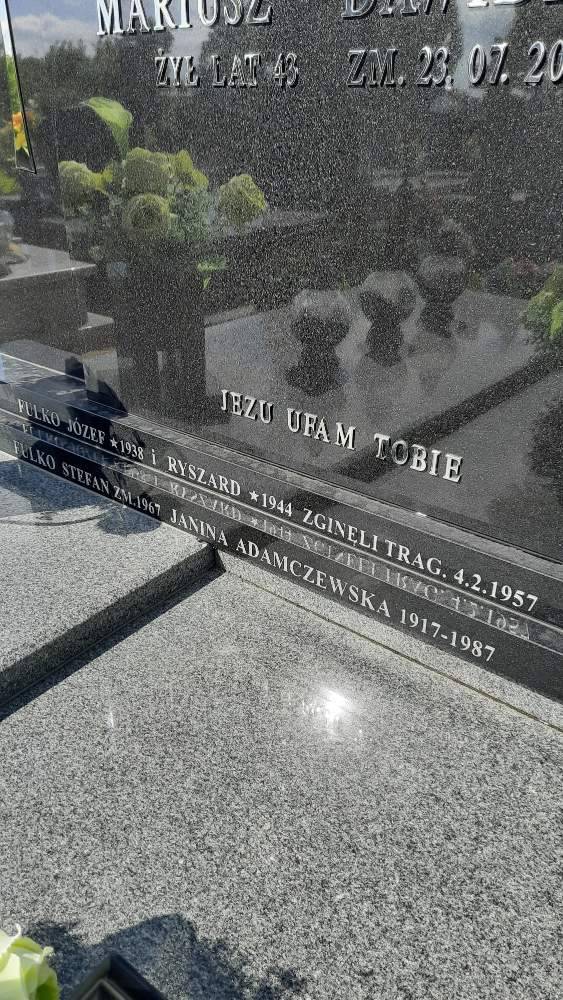 MARIUSZ
ŻYŁ LAT 43 ZM. 23. 07. 20
JEZU UFAM TOBIE
FULKO JÓZEF ★1938 i RYSZARD ★1944 ZGINĘLI TRAG. 4.2.1957
FULKO STEFAN ZM.1967 JANINA ADAMCZEWSKA 1917-1987